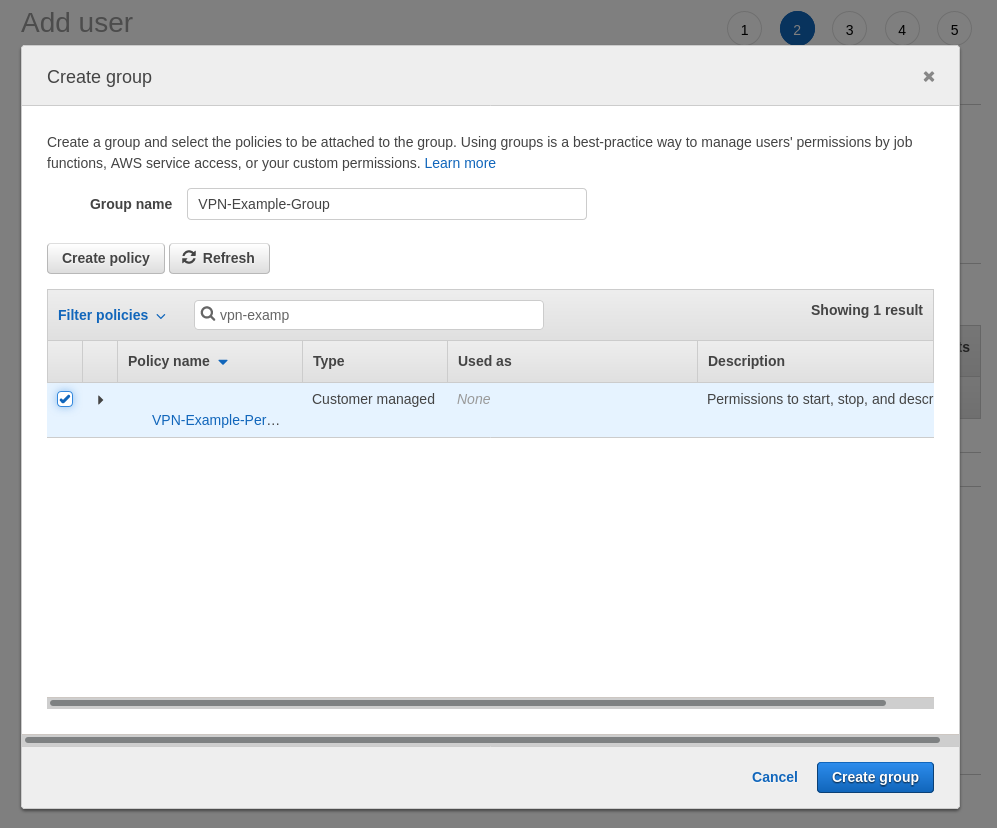 Add user
1 2 3 4 5
Create group
Create a group and select the policies to be attached to the group. Using groups is a best-practice way to manage users' permissions by job
functions, AWS service access, or your custom permissions. Learn more
Group name VPN-Example-Group
Create policy Refresh
Filter policies vpn-examp Showing 1 result
ts
Policy name Type Used as Description
Customer managed None Permissions to start, stop, and descr
VPN-Example-Per…
Cancel Create group